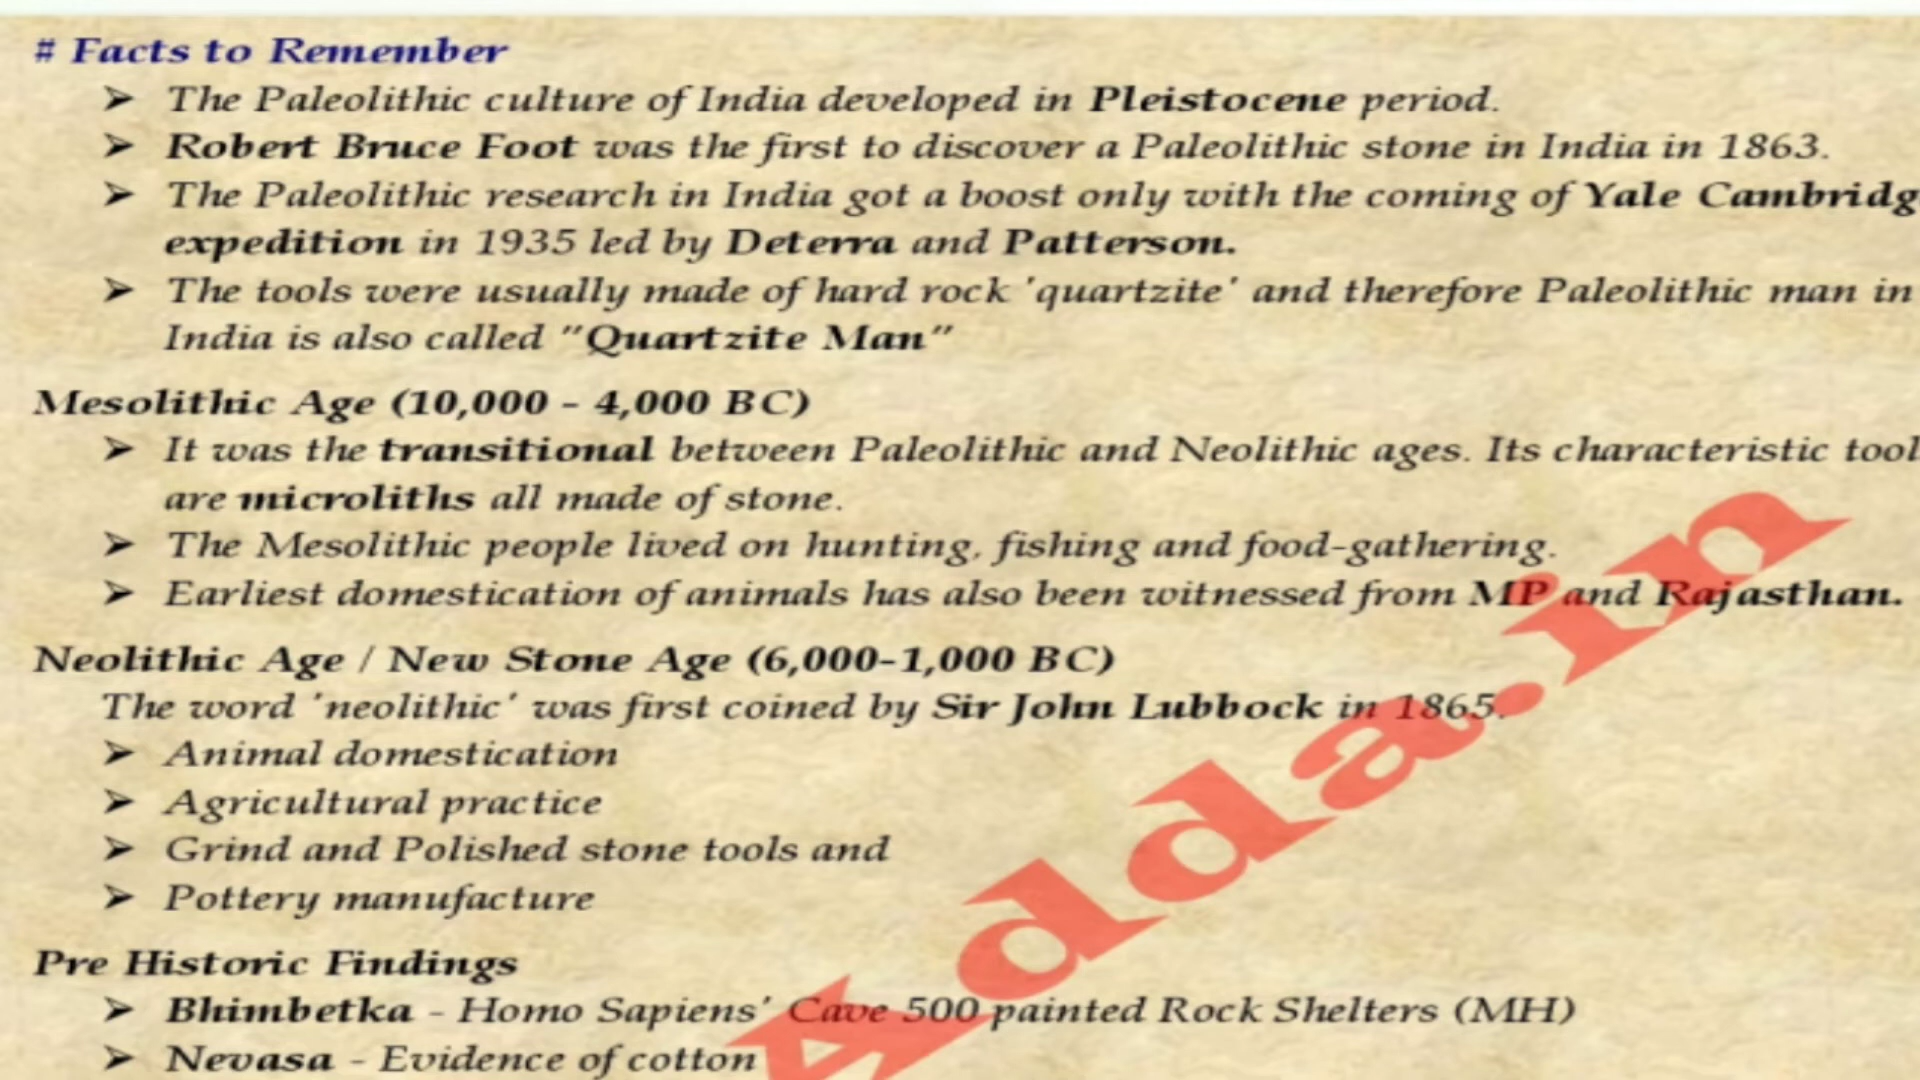 # Facts to Remember
➢ The Paleolithic culture of India developed in Pleistocene period.
➢ Robert Bruce Foot was the first to discover a Paleolithic stone in India in 1863.
➢ The Paleolithic research in India got a boost only with the coming of Yale Cambridg
expedition in 1935 led by Deterra and Patterson.
➢ The tools were usually made of hard rock 'quartzite' and therefore Paleolithic man in
India is also called "Quartzite Man"
Mesolithic Age (10,000 – 4,000 BC)
➢ It was the transitional between Paleolithic and Neolithic ages. Its characteristic tool
are microliths all made of stone.
➢ The Mesolithic people lived on hunting, fishing and food-gathering.
➢ Earliest domestication of animals has also been witnessed from MP and Rajasthan.
Neolithic Age / New Stone Age (6,000–1,000 BC)
The word 'neolithic' was first coined by Sir John Lubbock in 1865.
➢ Animal domestication
➢ Agricultural practice
➢ Grind and Polished stone tools and
➢ Pottery manufacture
Pre Historic Findings
➢ Bhimbetka – Homo Sapiens' Cave 500 painted Rock Shelters (MH)
➢ Nevasa – Evidence of cotton
Adda.in